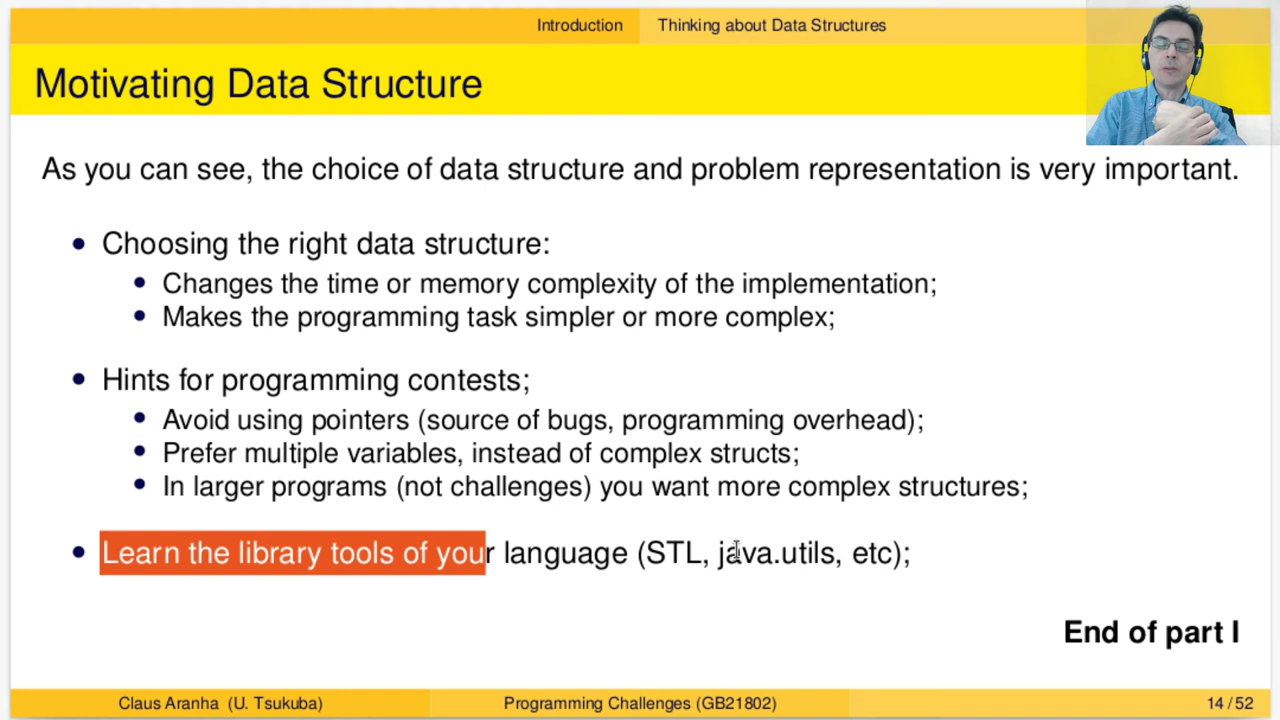 Introduction Thinking about Data Structures
Motivating Data Structure
As you can see, the choice of data structure and problem representation is very important.
Choosing the right data structure:
Changes the time or memory complexity of the implementation;
Makes the programming task simpler or more complex;
Hints for programming contests;
Avoid using pointers (source of bugs, programming overhead);
Prefer multiple variables, instead of complex structs;
In larger programs (not challenges) you want more complex structures;
Learn the library tools of your language (STL, java.utils, etc);
End of part I
Claus Aranha (U. Tsukuba) Programming Challenges (GB21802) 14 / 52